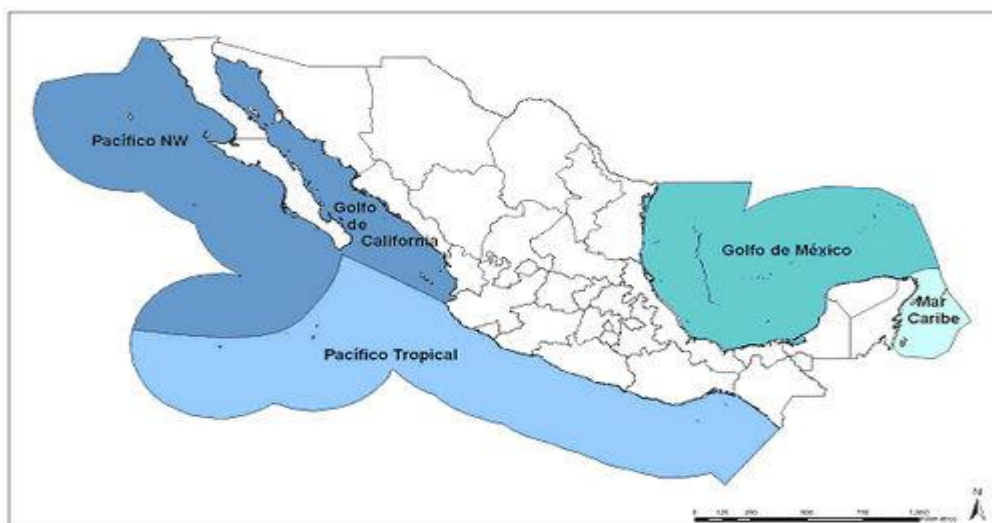 Pacífico NW
Golfo
de
California
Golfo de México
Mar
Caribe
Pacífico Tropical
N